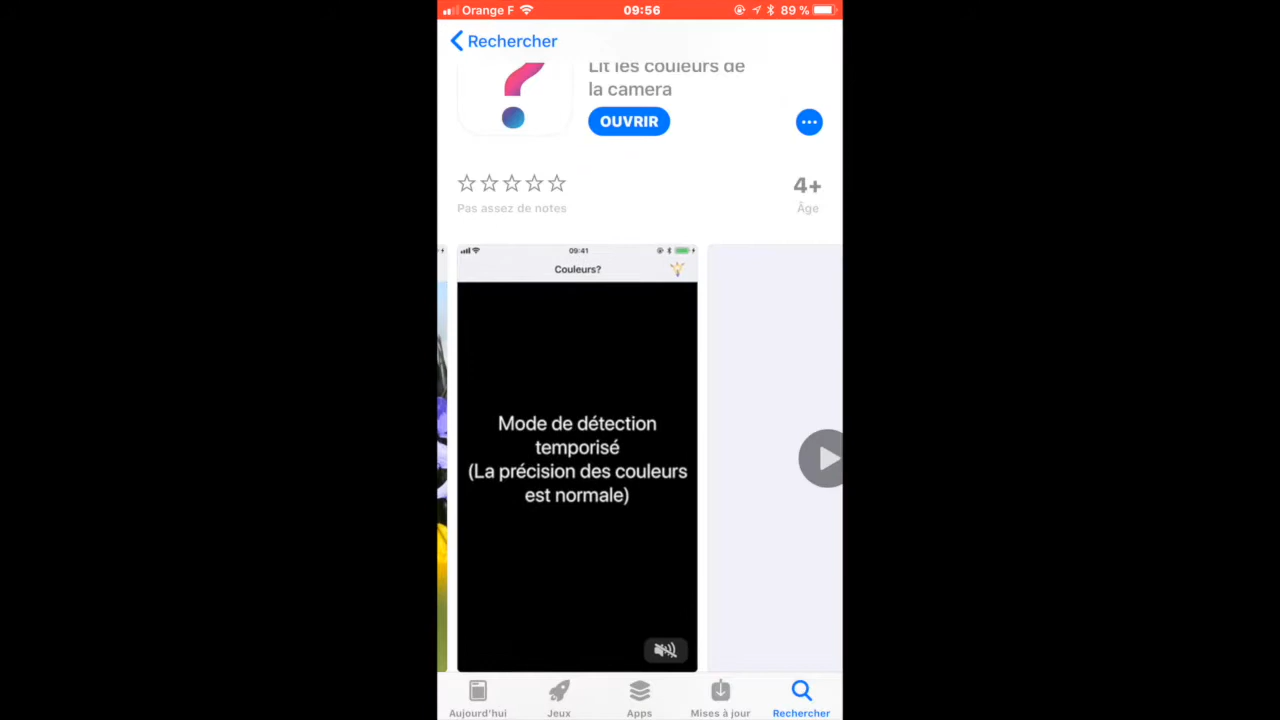 Orange F 09:56 89 %
Rechercher
Lit les couleurs de
la camera
OUVRIR
4+
Pas assez de notes
Âge
09:41
Couleurs?
Mode de détection
temporisé
(La précision des couleurs
est normale)
Aujourd'hui
Jeux
Apps
Mises à jour
Rechercher